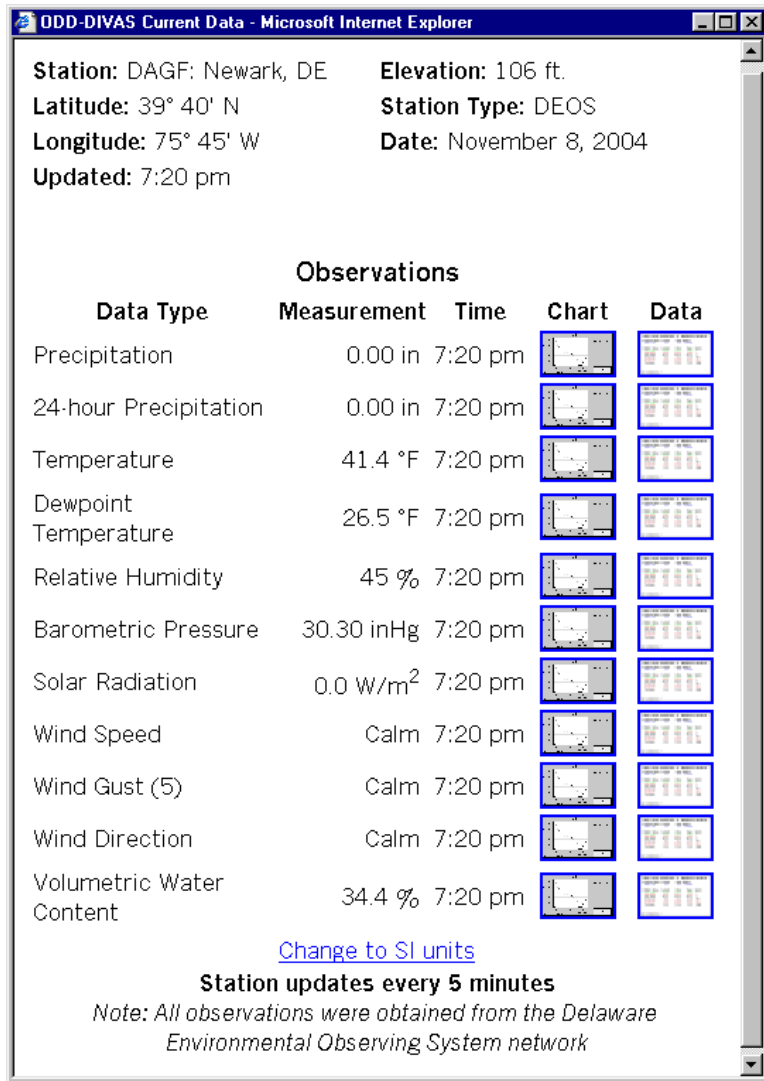 ODD-DIVAS Current Data - Microsoft Internet Explorer
Station: DAGF: Newark, DE Elevation: 106 ft.
Latitude: 39° 40' N Station Type: DEOS
Longitude: 75° 45' W Date: November 8, 2004
Updated: 7:20 pm
Observations
Data Type Measurement Time Chart Data
Precipitation 0.00 in 7:20 pm
24-hour Precipitation 0.00 in 7:20 pm
Temperature 41.4 °F 7:20 pm
Dewpoint
Temperature 26.5 °F 7:20 pm
Relative Humidity 45 % 7:20 pm
Barometric Pressure 30.30 inHg 7:20 pm
Solar Radiation 0.0 W/m² 7:20 pm
Wind Speed Calm 7:20 pm
Wind Gust (5) Calm 7:20 pm
Wind Direction Calm 7:20 pm
Volumetric Water
Content 34.4 % 7:20 pm
Change to SI units
Station updates every 5 minutes
Note: All observations were obtained from the Delaware
Environmental Observing System network